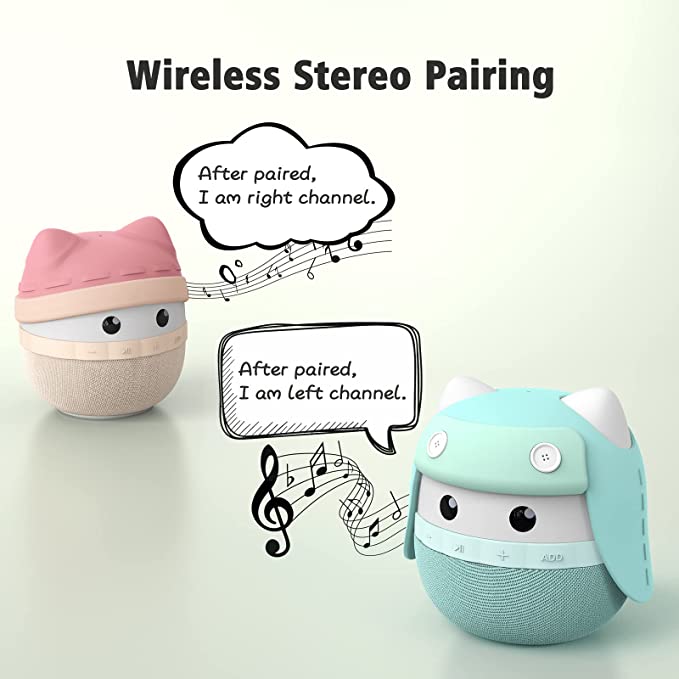 Wireless Stereo Pairing
After paired,
I am right channel.
After paired,
I am left channel.
ADD